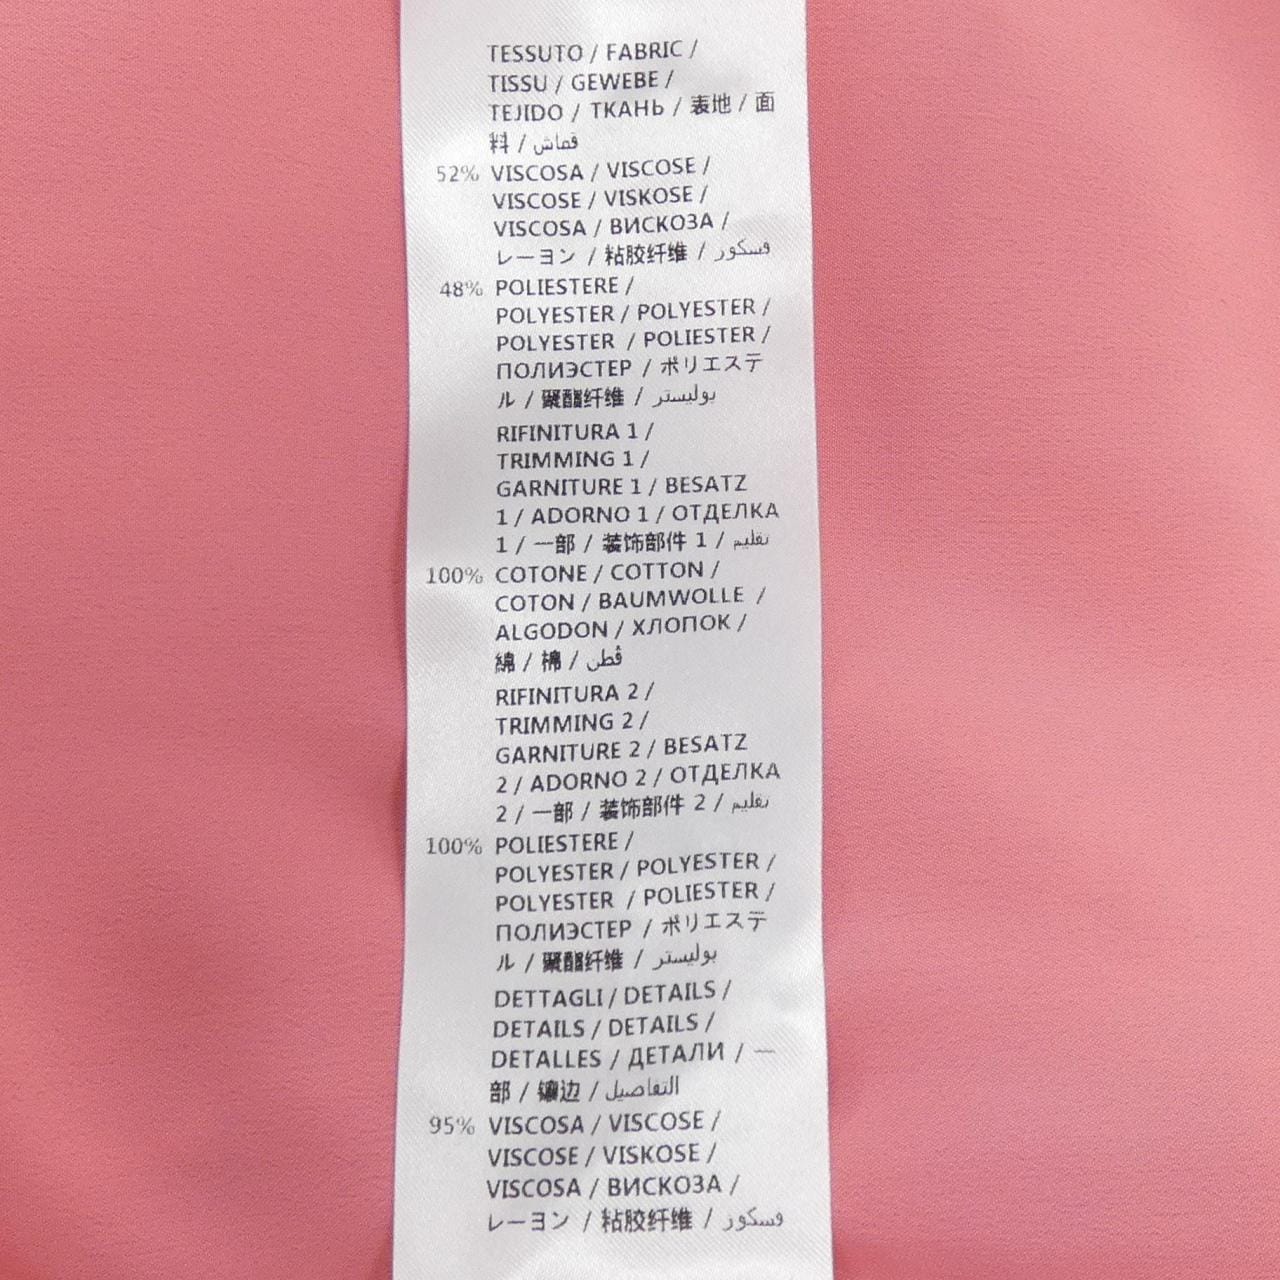 TESSUTO / FABRIC /
TISSU / GEWEBE /
TEJIDO / ТКАНЬ / 表地 / 面
料 / قماش
52% VISCOSA / VISCOSE /
VISCOSE / VISKOSE /
VISCOSA / ВИСКОЗА /
レーヨン / 粘胶纤维 / فسكور
48% POLIESTERE /
POLYESTER / POLYESTER /
POLYESTER / POLIESTER /
ПОЛИЭСТЕР / ポリエステ
ル / 聚酯纤维 / بوليستر
RIFINITURA 1 /
TRIMMING 1 /
GARNITURE 1 / BESATZ
1 / ADORNO 1 / ОТДЕЛКА
1 / 一部 / 装饰部件 1 / تقليم
100% COTONE / COTTON /
COTON / BAUMWOLLE /
ALGODON / ХЛОПОК /
綿 / 棉 / قطن
RIFINITURA 2 /
TRIMMING 2 /
GARNITURE 2 / BESATZ
2 / ADORNO 2 / ОТДЕЛКА
2 / 一部 / 装饰部件 2 / تقليم
100% POLIESTERE /
POLYESTER / POLYESTER /
POLYESTER / POLIESTER /
ПОЛИЭСТЕР / ポリエステ
ル / 聚酯纤维 / بوليستر
DETTAGLI / DETAILS /
DETAILS / DETAILS /
DETALLES / ДЕТАЛИ / 一
部 / 镶边 / التفاصيل
95% VISCOSA / VISCOSE /
VISCOSE / VISKOSE /
VISCOSA / ВИСКОЗА /
レーヨン / 粘胶纤维 / فسكور